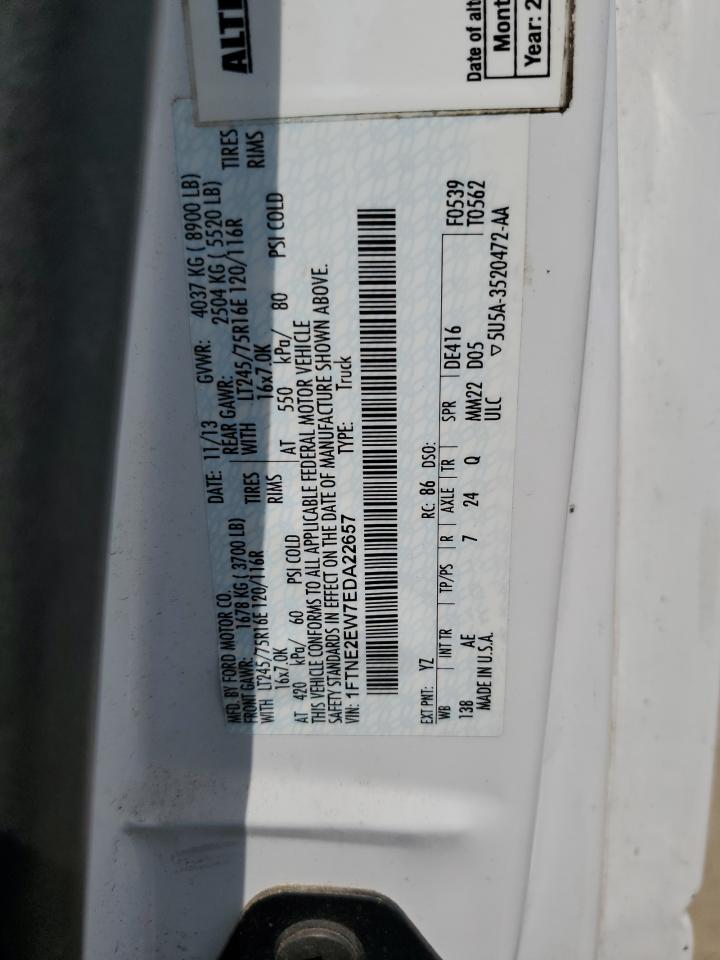 ALTE
Date of alt
Mont
Year: 2
MFD. BY FORD MOTOR CO.
DATE: 11/13 GVWR: 4037 KG ( 8900 LB)
FRONT GAWR: 1678 KG ( 3700 LB) REAR GAWR: 2504 KG ( 5520 LB)
WITH LT245/75R16E 120/116R TIRES WITH LT245/75R16E 120/116R TIRES
16x7.0K RIMS 16x7.0K RIMS
AT 420 kPa/ 60 PSI COLD AT 550 kPa/ 80 PSI COLD
THIS VEHICLE CONFORMS TO ALL APPLICABLE FEDERAL MOTOR VEHICLE
SAFETY STANDARDS IN EFFECT ON THE DATE OF MANUFACTURE SHOWN ABOVE.
VIN: 1FTNE2EW7EDA22657 TYPE: Truck
EXT PNT: YZ RC: 86 DSO:
WB INT TR TP/PS R AXLE TR SPR DE416 F0539
138 AE 7 24 Q MM22 D05 T0562
MADE IN U.S.A. ULC
▽5U5A-3520472-AA